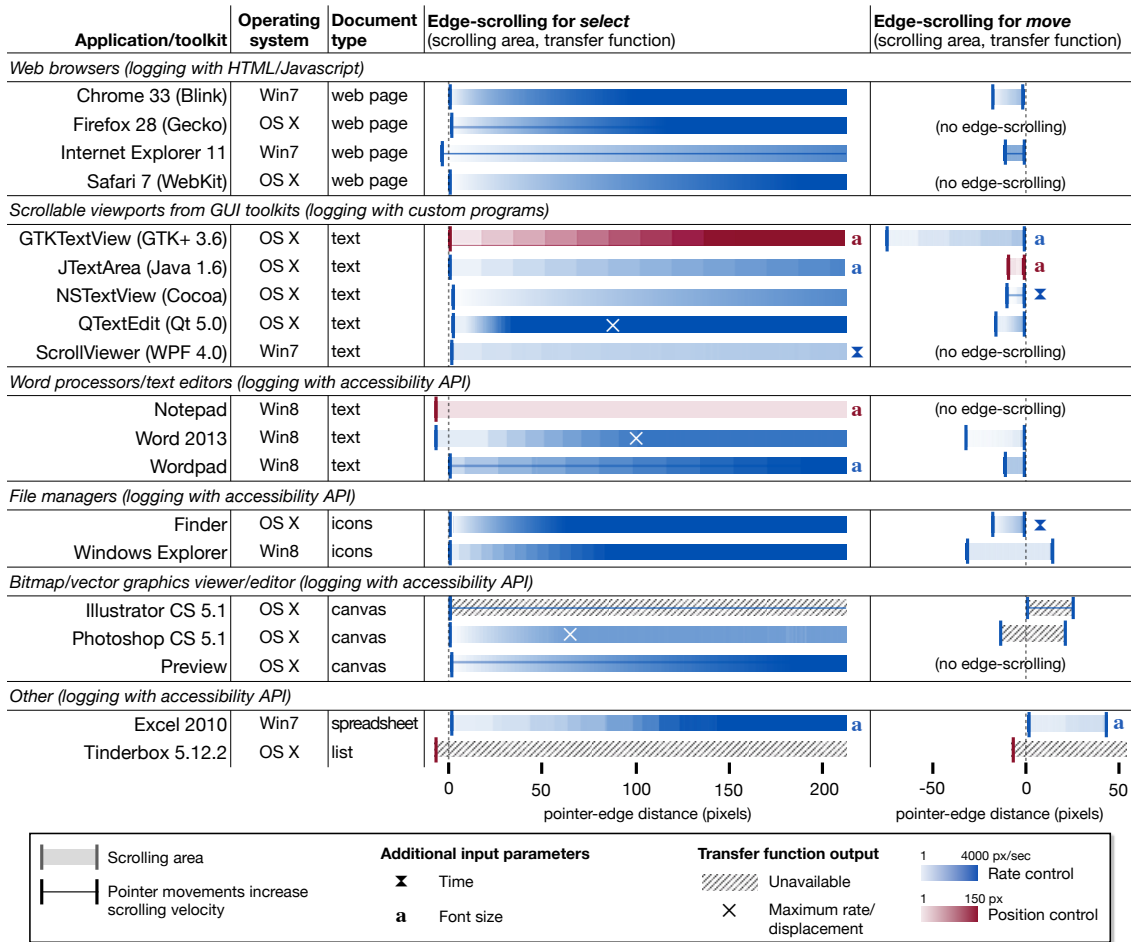 Application/toolkit Operating system Document type Edge-scrolling for select (scrolling area, transfer function) Edge-scrolling for move (scrolling area, transfer function)
Web browsers (logging with HTML/Javascript)
Chrome 33 (Blink) Win7 web page
Firefox 28 (Gecko) OS X web page (no edge-scrolling)
Internet Explorer 11 Win7 web page
Safari 7 (WebKit) OS X web page (no edge-scrolling)
Scrollable viewports from GUI toolkits (logging with custom programs)
GTKTextView (GTK+ 3.6) OS X text a a
JTextArea (Java 1.6) OS X text a a
NSTextView (Cocoa) OS X text
QTextEdit (Qt 5.0) OS X text
ScrollViewer (WPF 4.0) Win7 text (no edge-scrolling)
Word processors/text editors (logging with accessibility API)
Notepad Win8 text a (no edge-scrolling)
Word 2013 Win8 text
Wordpad Win8 text a
File managers (logging with accessibility API)
Finder OS X icons
Windows Explorer Win8 icons
Bitmap/vector graphics viewer/editor (logging with accessibility API)
Illustrator CS 5.1 OS X canvas
Photoshop CS 5.1 OS X canvas
Preview OS X canvas (no edge-scrolling)
Other (logging with accessibility API)
Excel 2010 Win7 spreadsheet a a
Tinderbox 5.12.2 OS X list
0 50 100 150 200 -50 0 50
pointer-edge distance (pixels) pointer-edge distance (pixels)
Scrolling area
Pointer movements increase
scrolling velocity
Additional input parameters
Time
a Font size
Transfer function output
Unavailable
Maximum rate/
displacement
1 4000 px/sec
Rate control
1 150 px
Position control